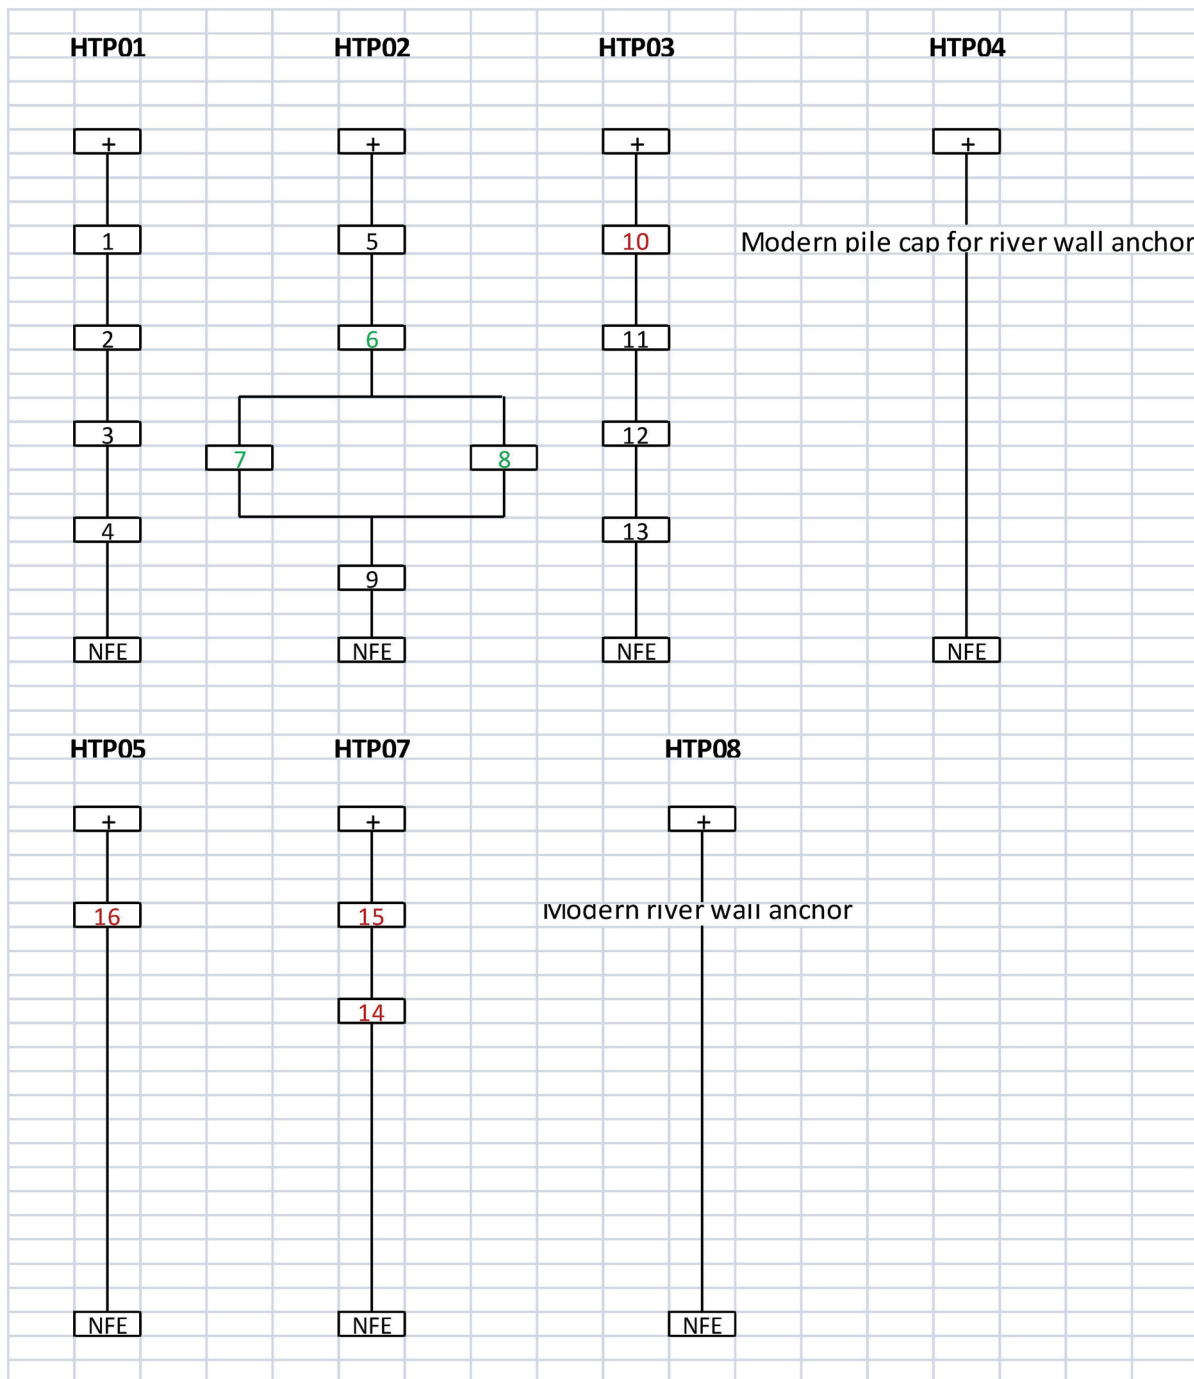 HTP01 HTP02 HTP03 HTP04
+ + + +
1 5 10 Modern pile cap for river wall anchor
2 6 11
3 12
7 8
4 13
9
NFE NFE NFE NFE
HTP05 HTP07 HTP08
+ + +
16 15 Modern river wall anchor
14
NFE NFE NFE